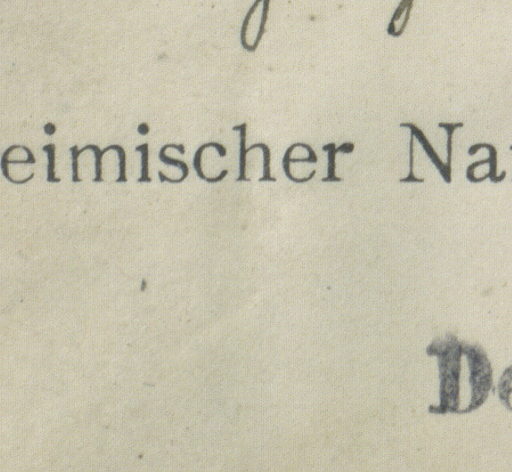 eimischer Na
De